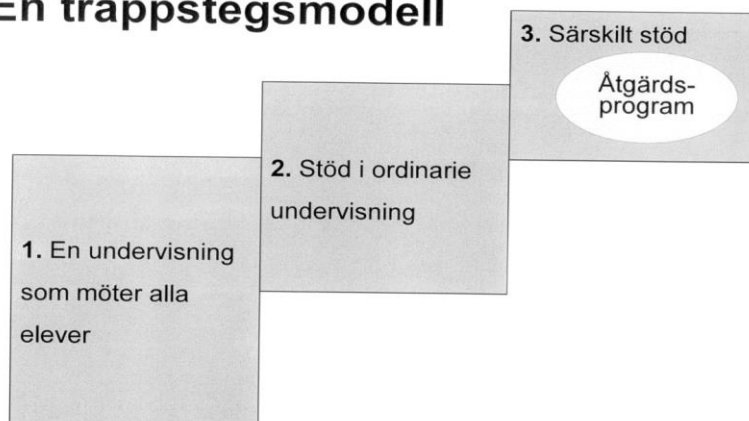 En trappstegsmodell
3. Särskilt stöd
Åtgärds-
program
2. Stöd i ordinarie
undervisning
1. En undervisning
som möter alla
elever